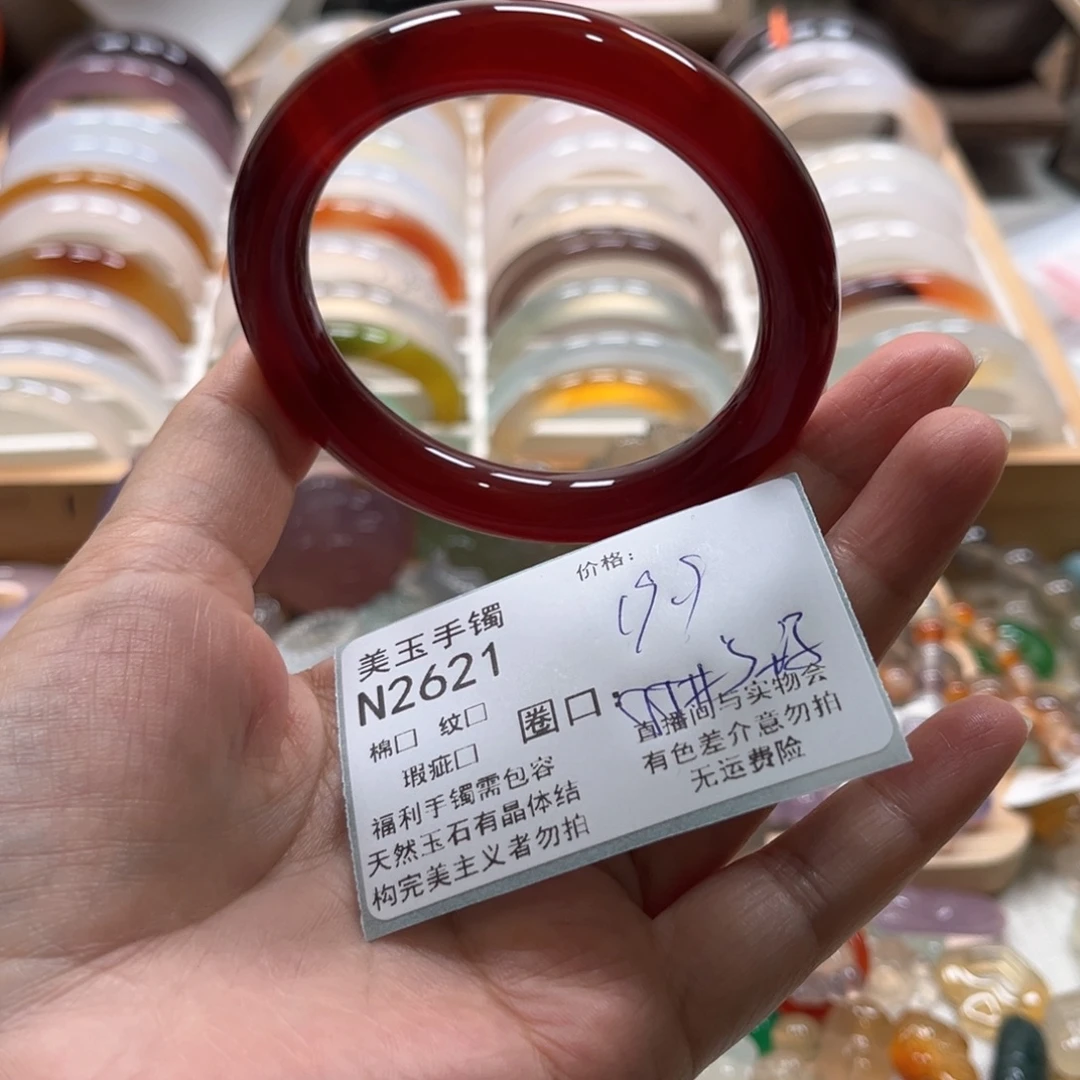 价格：
199
美玉手镯
N2621
棉□ 纹□ 圈口：
瑕疵□
福利手镯需包容
天然玉石有晶体结
构完美主义者勿拍
直播间与实物会
有色差介意勿拍
无运费险